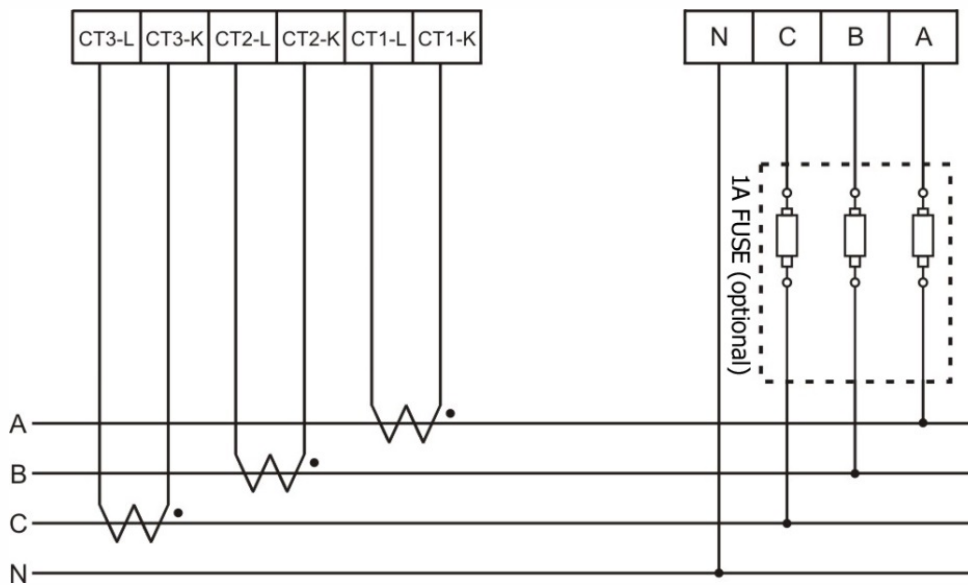 CT3-L CT3-K CT2-L CT2-K CT1-L CT1-K
N C B A
1A FUSE (optional)
A
B
C
N